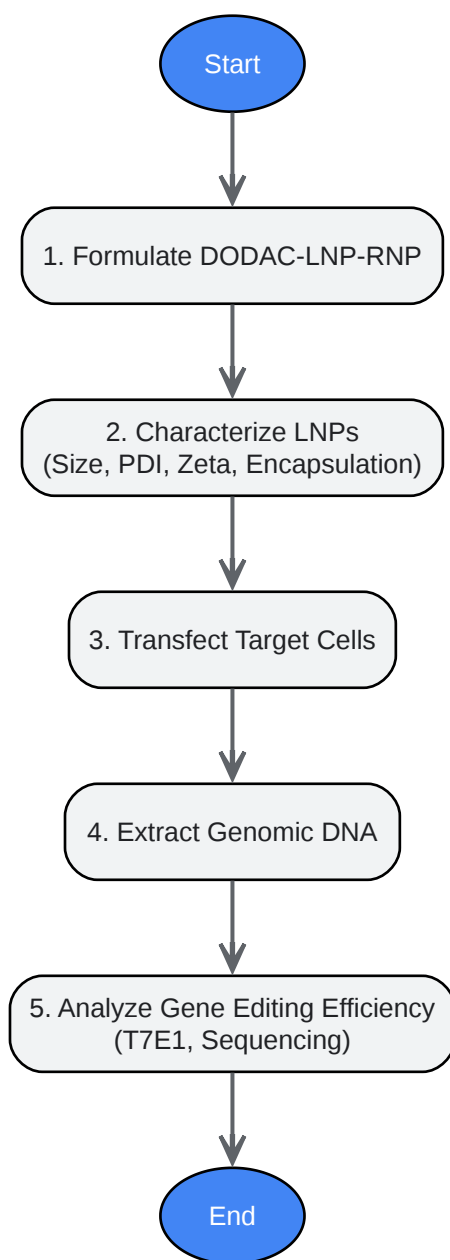 Start
1. Formulate DODAC-LNP-RNP
2. Characterize LNPs
(Size, PDI, Zeta, Encapsulation)
3. Transfect Target Cells
4. Extract Genomic DNA
5. Analyze Gene Editing Efficiency
(T7E1, Sequencing)
End